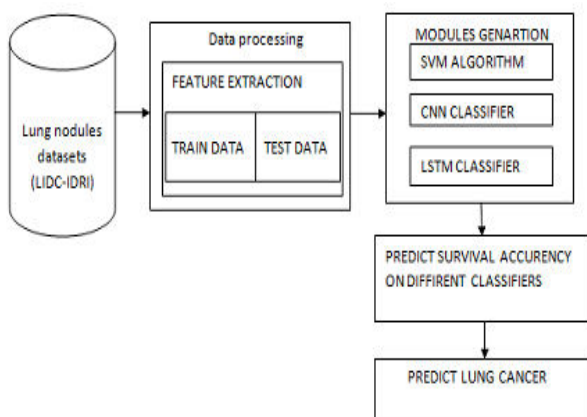 Lung nodules
datasets
(LIDC-IDRI)
Data processing
FEATURE EXTRACTION
TRAIN DATA
TEST DATA
MODULES GENARTION
SVM ALGORITHM
CNN CLASSIFIER
LSTM CLASSIFIER
PREDICT SURVIVAL ACCURENCY
ON DIFFIRENT CLASSIFIERS
PREDICT LUNG CANCER